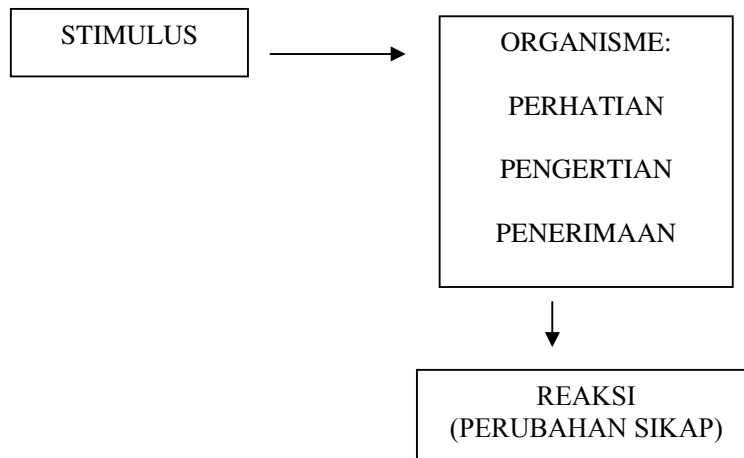 STIMULUS
ORGANISME:
PERHATIAN
PENGERTIAN
PENERIMAAN
REAKSI
(PERUBAHAN SIKAP)